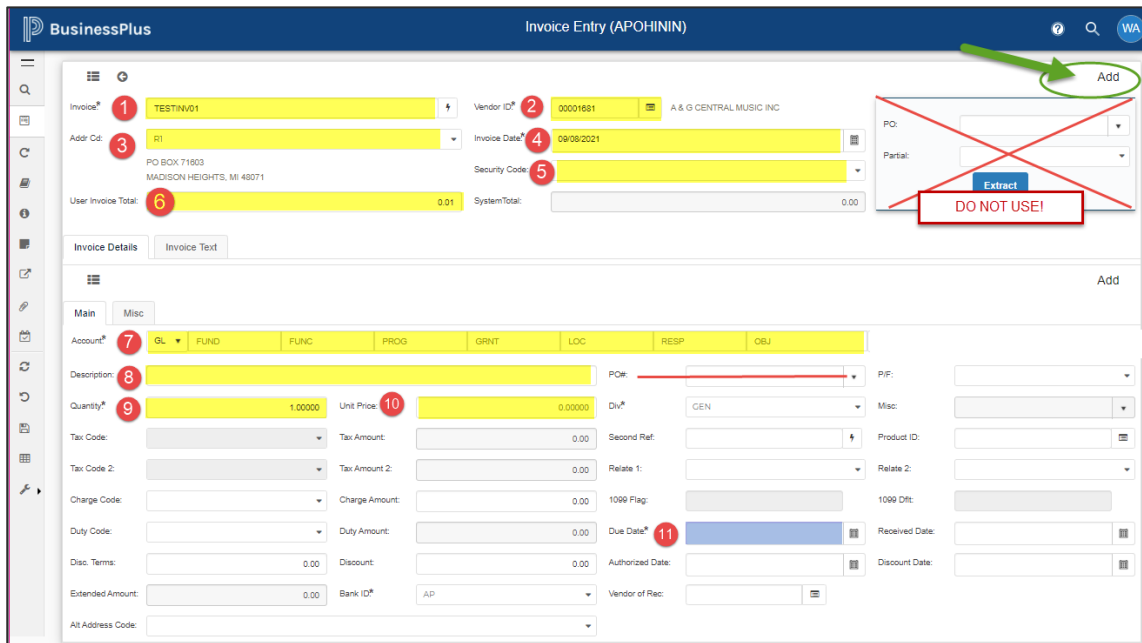 BusinessPlus
Invoice Entry (APOHININ)
WA
Add
Invoice:* 1 TESTINV01
Vendor ID:* 2 00001681 A & G CENTRAL MUSIC INC
PO:
Addr Cd: 3 R1
Invoice Date:* 4 09/08/2021
Partial:
PO BOX 71603
MADISON HEIGHTS, MI 48071
Security Code: 5
Extract
DO NOT USE!
User Invoice Total: 6 0.01
SystemTotal: 0.00
Invoice Details Invoice Text
Add
Main Misc
Account:* 7 GL FUND FUNC PROG GRNT LOC RESP OBJ
Description: 8 PO#: P/F:
Quantity:* 9 1.00000 Unit Price: 10 0.00000 Div:* GEN Misc:
Tax Code: Tax Amount: 0.00 Second Ref: Product ID:
Tax Code 2: Tax Amount 2: 0.00 Relate 1: Relate 2:
Charge Code: Charge Amount: 0.00 1099 Flag: 1099 Dflt:
Duty Code: Duty Amount: 0.00 Due Date:* 11 Received Date:
Disc. Terms: 0.00 Discount: 0.00 Authorized Date: Discount Date:
Extended Amount: 0.00 Bank ID:* AP Vendor of Rec:
Alt Address Code: